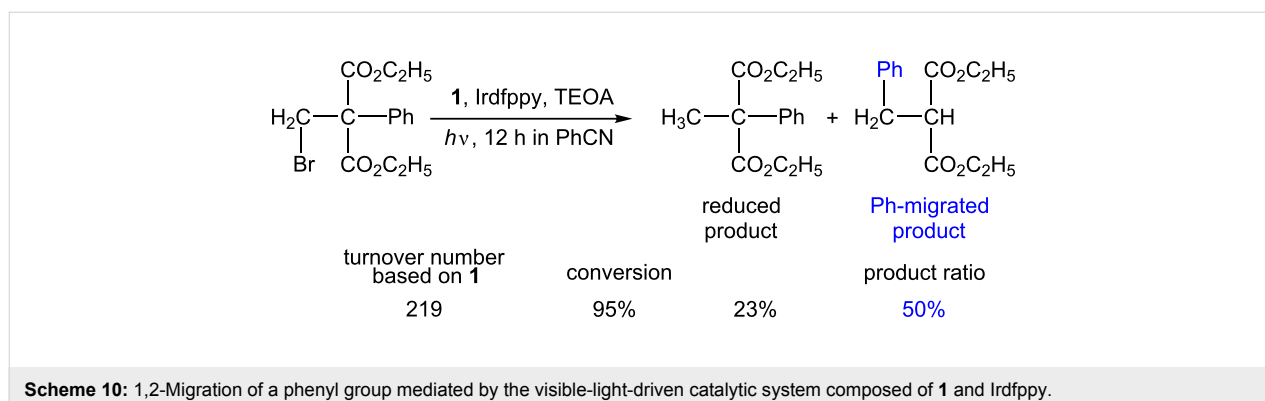 CO₂C₂H₅ CO₂C₂H₅ Ph CO₂C₂H₅
H₂C C Ph 1, Irdfppy, TEOA H₃C C Ph + H₂C CH
hν, 12 h in PhCN
Br CO₂C₂H₅ CO₂C₂H₅ CO₂C₂H₅
reduced product Ph-migrated product
turnover number based on 1 conversion product ratio
219 95% 23% 50%
Scheme 10: 1,2-Migration of a phenyl group mediated by the visible-light-driven catalytic system composed of 1 and Irdfppy.